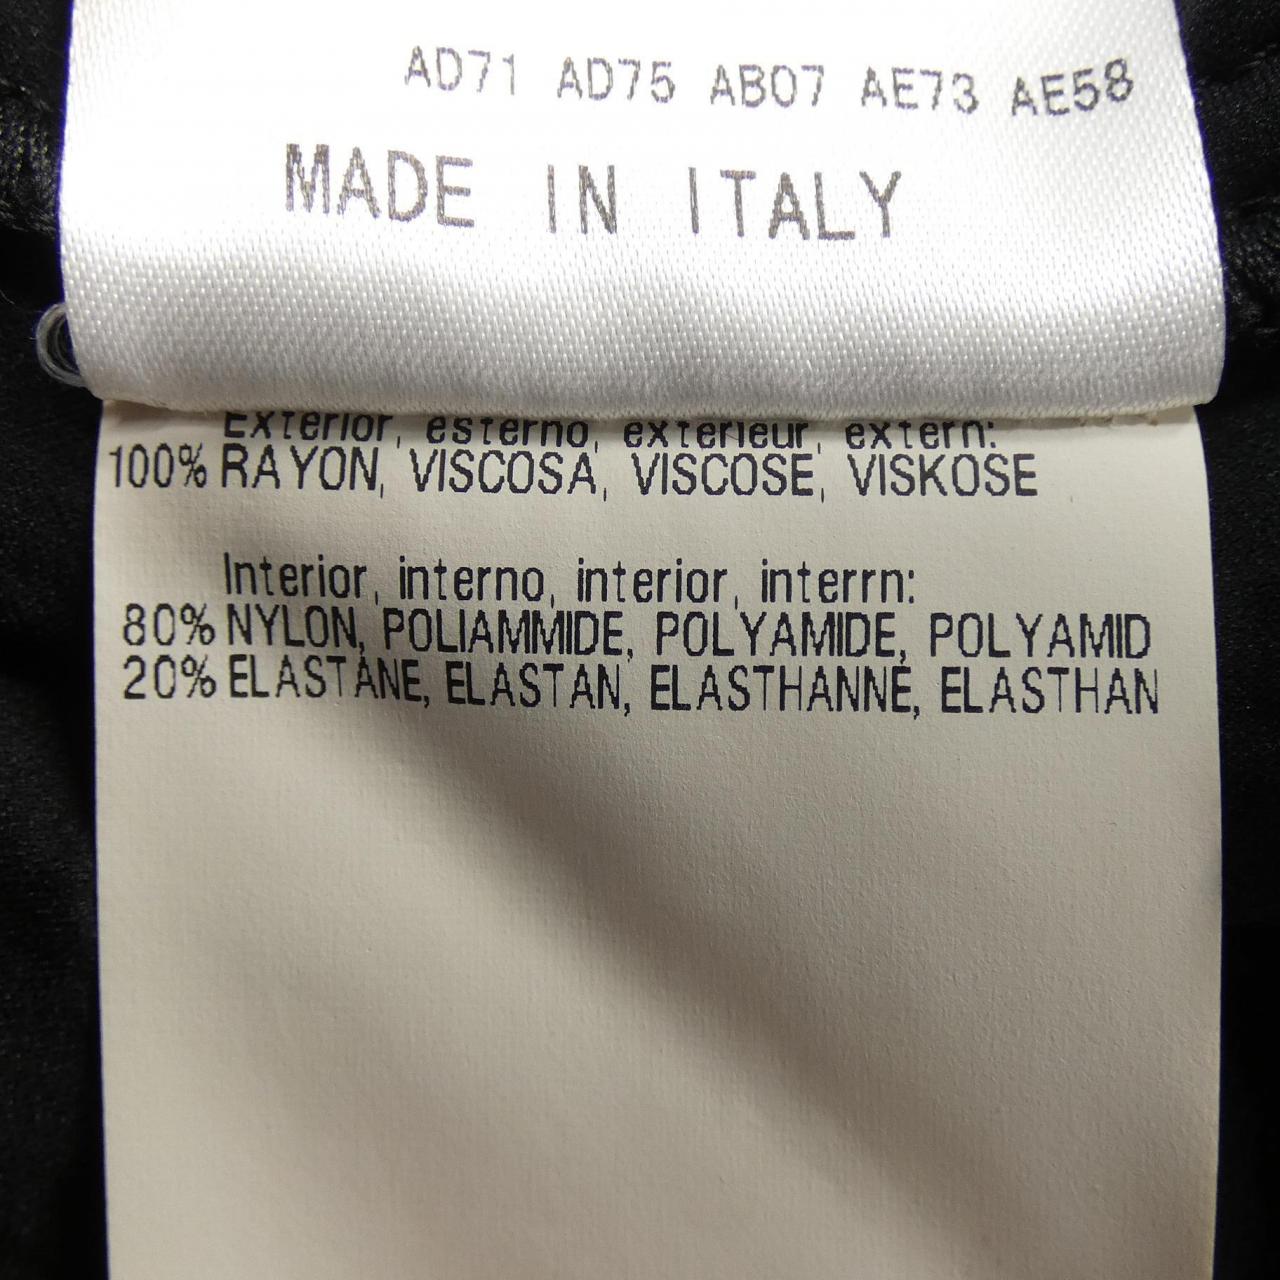 AD71 AD75 AB07 AE73 AE58
MADE IN ITALY
Exterior, esterno, exterieur, extern:
100% RAYON, VISCOSA, VISCOSE, VISKOSE
Interior, interno, interior, interrn:
80% NYLON, POLIAMMIDE, POLYAMIDE, POLYAMID
20% ELASTANE, ELASTAN, ELASTHANNE, ELASTHAN